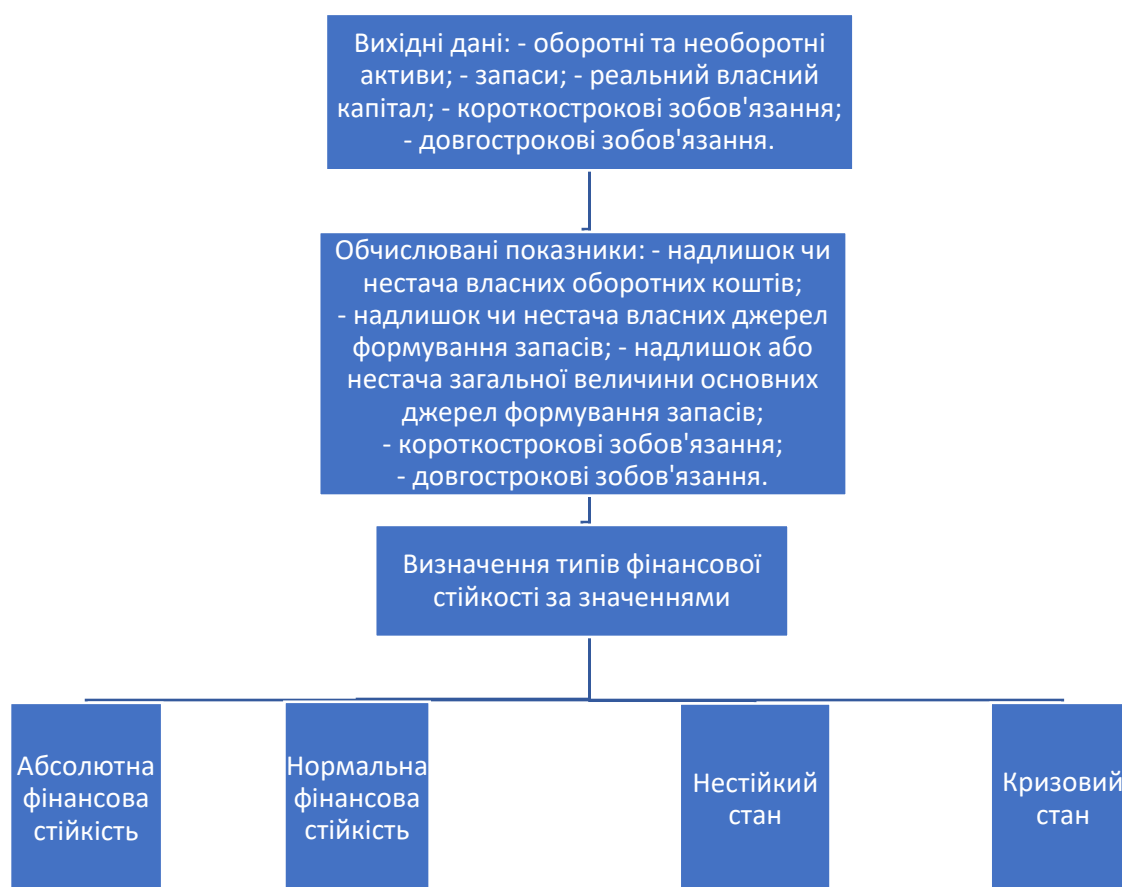 Вихідні дані: - оборотні та необоротні
активи; - запаси; - реальний власний
капітал; - короткострокові зобов'язання;
- довгострокові зобов'язання.
Обчислювані показники: - надлишок чи
нестача власних оборотних коштів;
- надлишок чи нестача власних джерел
формування запасів; - надлишок або
нестача загальної величини основних
джерел формування запасів;
- короткострокові зобов'язання;
- довгострокові зобов'язання.
Визначення типів фінансової
стійкості за значеннями
Абсолютна
фінансова
стійкість
Нормальна
фінансова
стійкість
Нестійкий
стан
Кризовий
стан